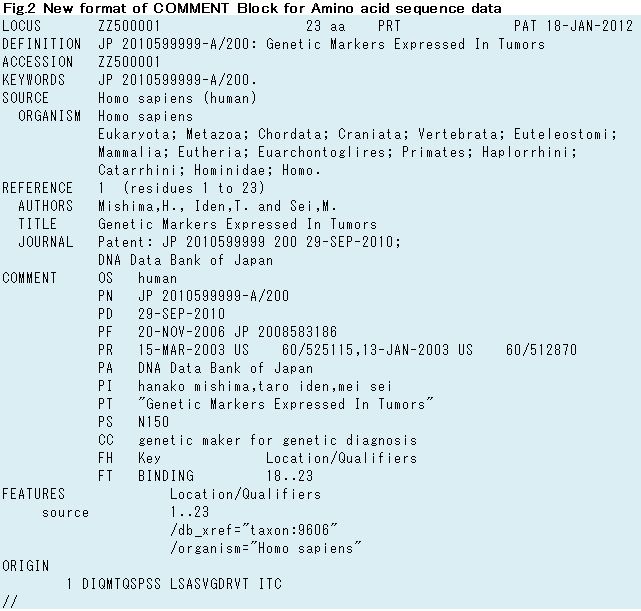 Fig.2 New format of COMMENT Block for Amino acid sequence data
LOCUS       ZZ500001                  23 aa    PRT              PAT 18-JAN-2012
DEFINITION  JP 2010599999-A/200: Genetic Markers Expressed In Tumors
ACCESSION   ZZ500001
KEYWORDS    JP 2010599999-A/200.
SOURCE      Homo sapiens (human)
  ORGANISM  Homo sapiens
            Eukaryota; Metazoa; Chordata; Craniata; Vertebrata; Euteleostomi;
            Mammalia; Eutheria; Euarchontoglires; Primates; Haplorrhini;
            Catarrhini; Hominidae; Homo.
REFERENCE   1  (residues 1 to 23)
  AUTHORS   Mishima,H., Iden,T. and Sei,M.
  TITLE     Genetic Markers Expressed In Tumors
  JOURNAL   Patent: JP 2010599999 200 29-SEP-2010;
            DNA Data Bank of Japan
COMMENT     OS   human
            PN   JP 2010599999-A/200
            PD   29-SEP-2010
            PF   20-NOV-2006 JP 2008583186
            PR   15-MAR-2003 US    60/525115,13-JAN-2003 US    60/512870
            PA   DNA Data Bank of Japan
            PI   hanako mishima,taro iden,mei sei
            PT   "Genetic Markers Expressed In Tumors"
            PS   N150
            CC   genetic maker for genetic diagnosis
            FH   Key             Location/Qualifiers
            FT   BINDING         18..23
FEATURES             Location/Qualifiers
     source          1..23
                     /db_xref="taxon:9606"
                     /organism="Homo sapiens"
ORIGIN
        1 DIQMTQSPSS LSASVGDRVT ITC
//